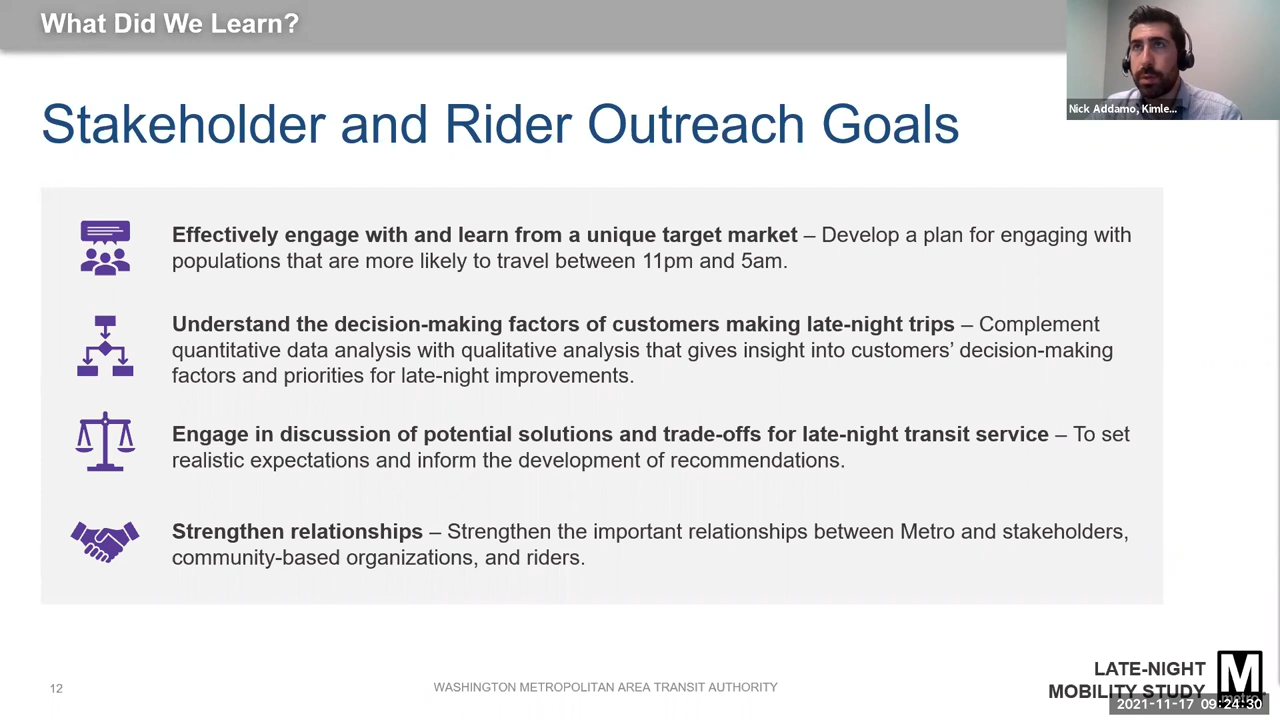 What Did We Learn?
Nick Addamo, Kimle...
Stakeholder and Rider Outreach Goals
Effectively engage with and learn from a unique target market – Develop a plan for engaging with
populations that are more likely to travel between 11pm and 5am.
Understand the decision-making factors of customers making late-night trips – Complement
quantitative data analysis with qualitative analysis that gives insight into customers’ decision-making
factors and priorities for late-night improvements.
Engage in discussion of potential solutions and trade-offs for late-night transit service – To set
realistic expectations and inform the development of recommendations.
Strengthen relationships – Strengthen the important relationships between Metro and stakeholders,
community-based organizations, and riders.
12
WASHINGTON METROPOLITAN AREA TRANSIT AUTHORITY
LATE-NIGHT
MOBILITY STUDY
M
metro
2021-11-17 09:24:30